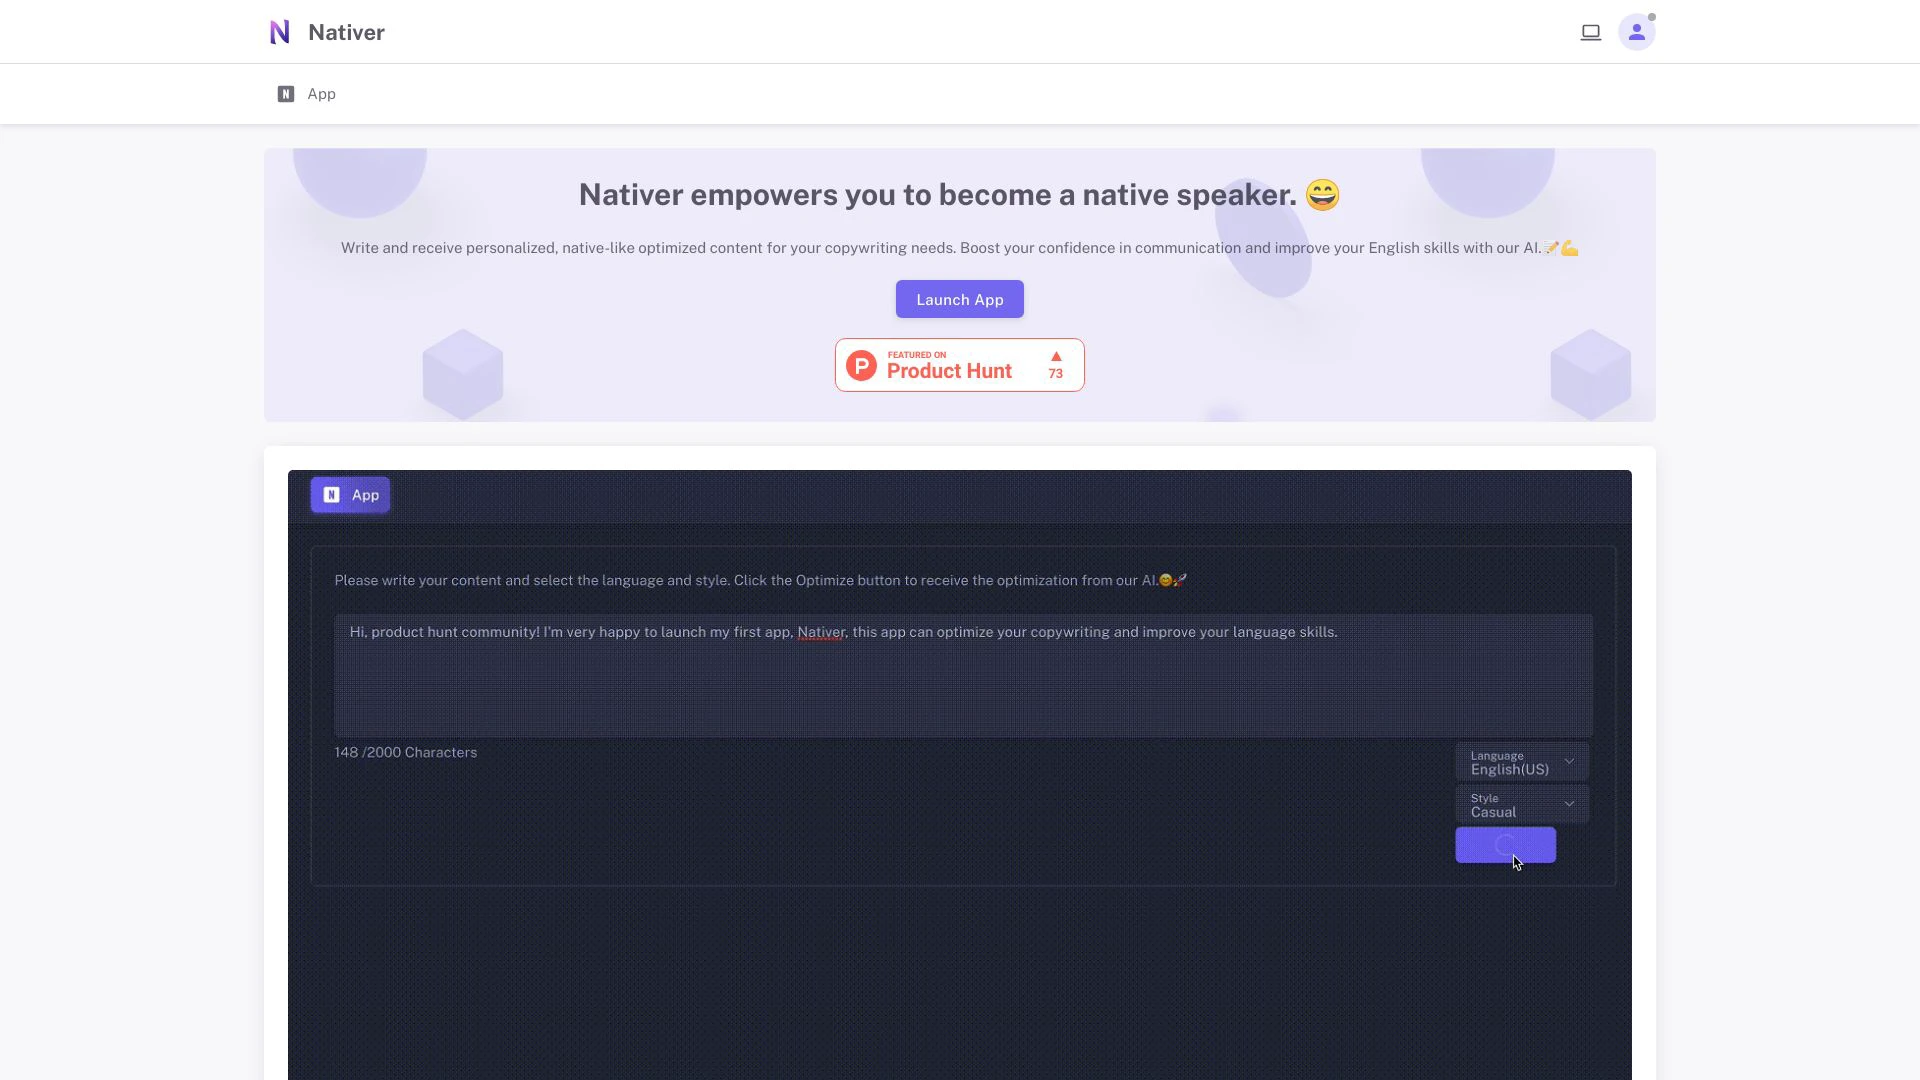 Nativer
App
Nativer empowers you to become a native speaker. 😄
Write and receive personalized, native-like optimized content for your copywriting needs. Boost your confidence in communication and improve your English skills with our AI.📝💪
Launch App
FEATURED ON
Product Hunt
73
App
Please write your content and select the language and style. Click the Optimize button to receive the optimization from our AI.😊🚀
Hi, product hunt community! I'm very happy to launch my first app, Nativer, this app can optimize your copywriting and improve your language skills.
148 /2000 Characters
Language
English(US)
Style
Casual